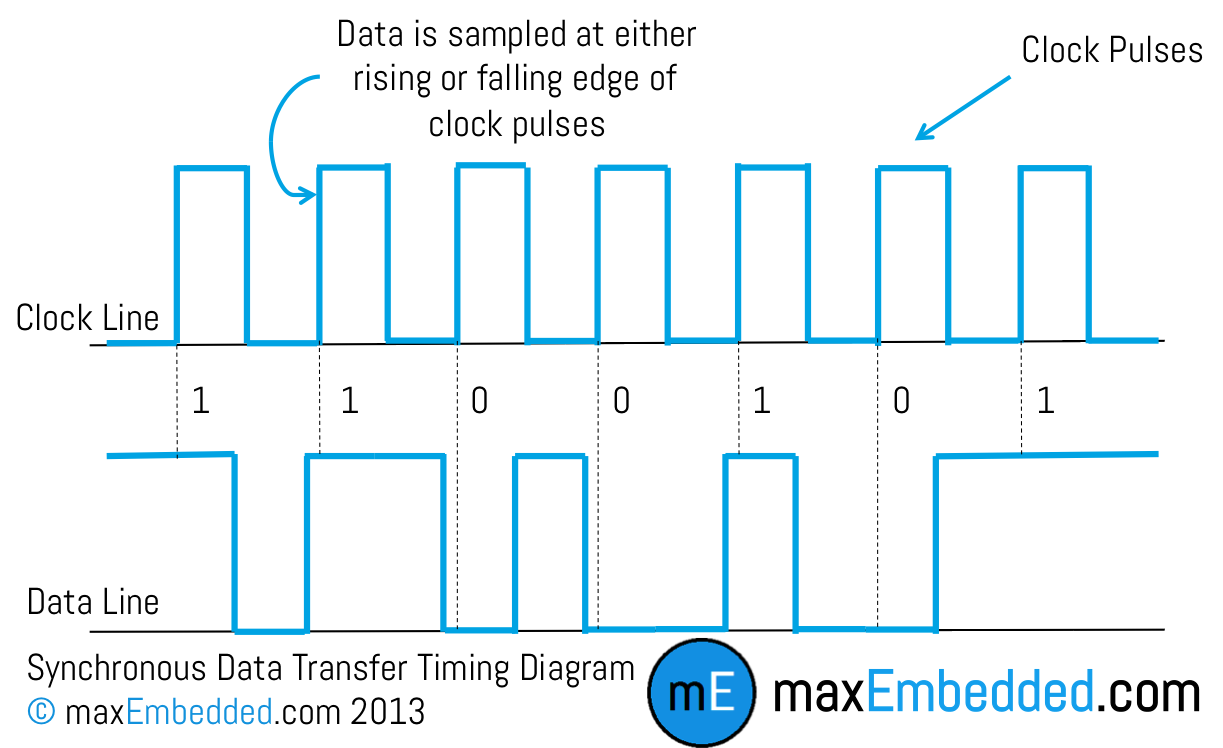 Data is sampled at either
rising or falling edge of
clock pulses
Clock Pulses
Clock Line
1 1 0 0 1 0 1
Data Line
Synchronous Data Transfer Timing Diagram
© maxEmbedded.com 2013
mE maxEmbedded.com